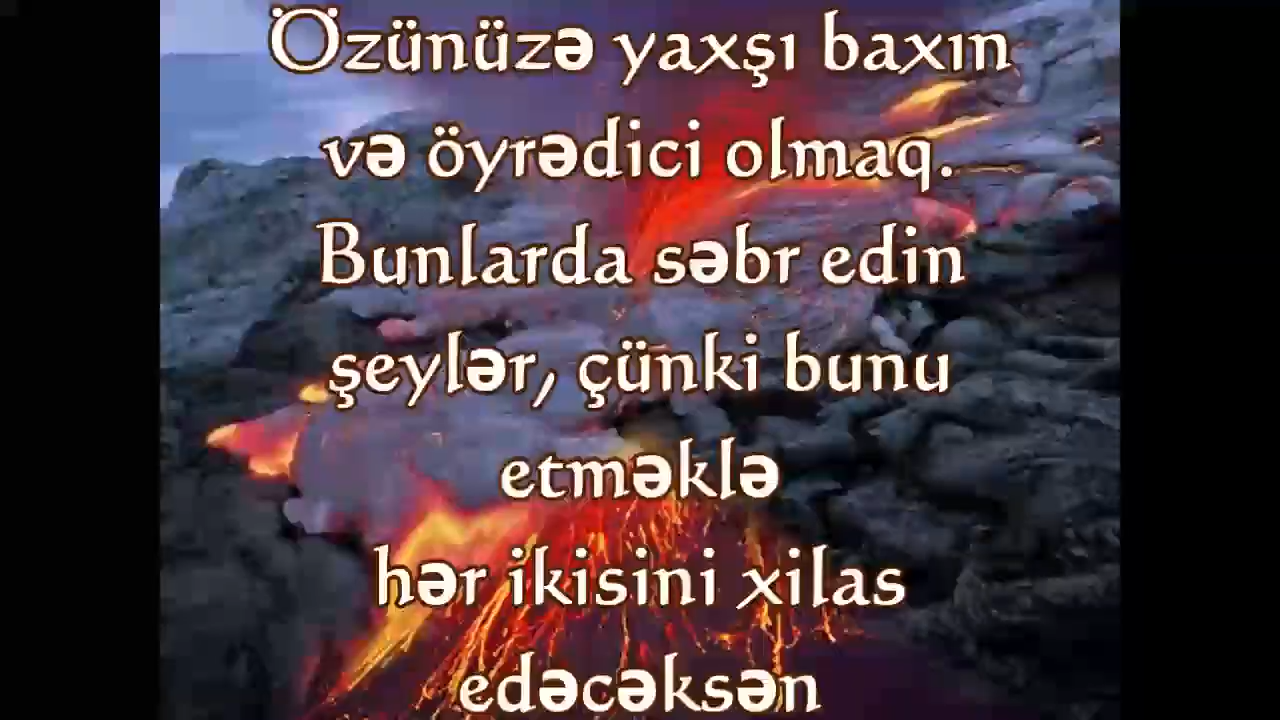 Özünüzə yaxşı baxın
və öyrədici olmaq.
Bunlarda səbr edin
şeylər, çünki bunu
etməklə
hər ikisini xilas
edəcəksən